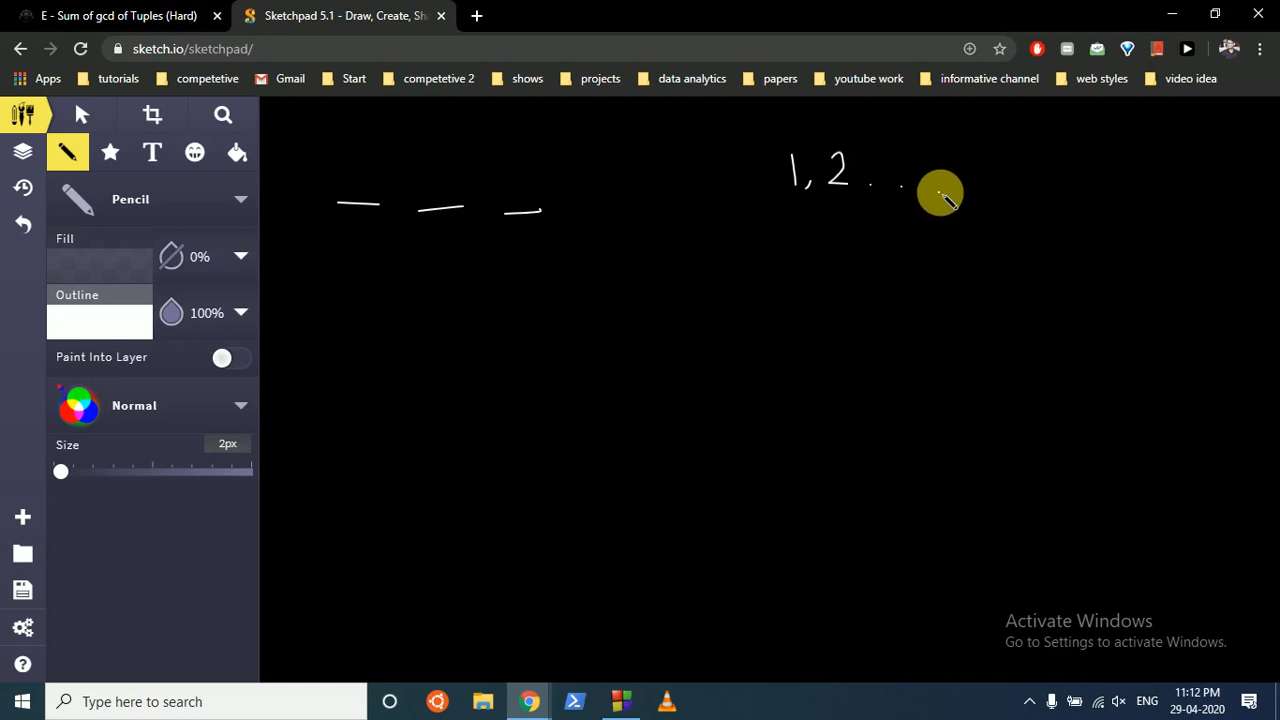 E - Sum of gcd of Tuples (Hard)
Sketchpad 5.1 - Draw, Create, Sh
sketch.io/sketchpad/
Apps tutorials competetive Gmail Start competetive 2 shows projects data analytics papers youtube work informative channel web styles video idea
1, 2 . . .
Pencil
Fill
0%
Outline
100%
Paint Into Layer
Normal
Size
2px
Activate Windows
Go to Settings to activate Windows.
Type here to search
ENG
11:12 PM
29-04-2020